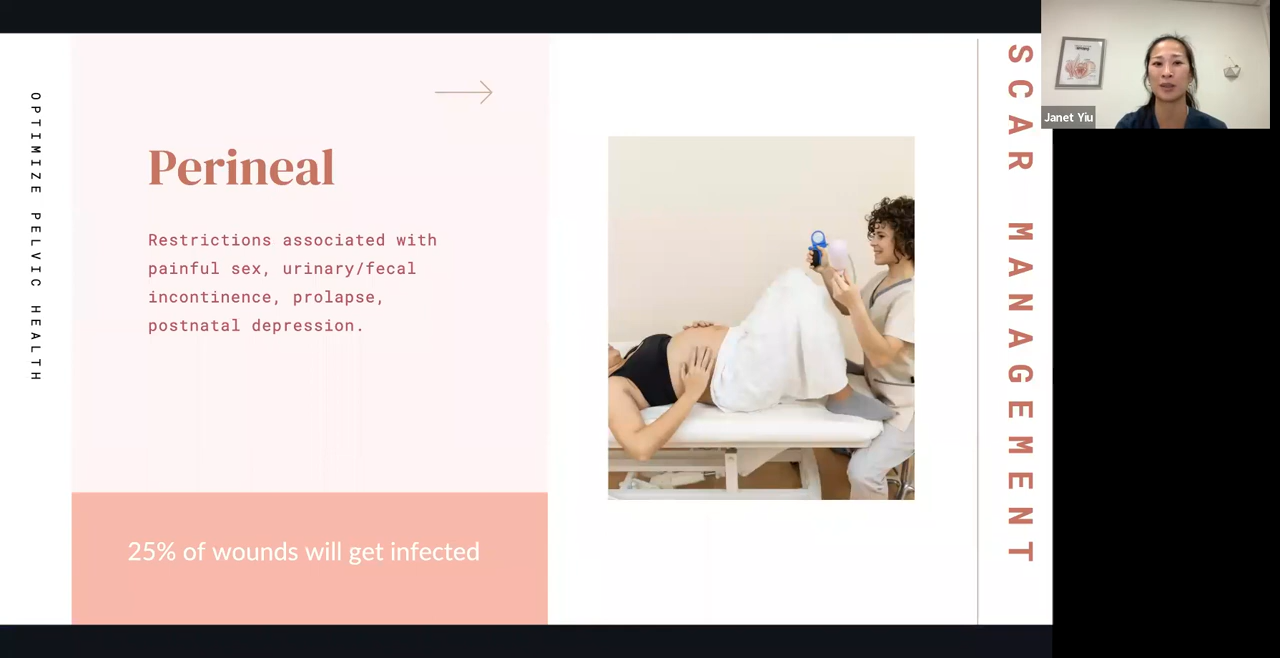 OPTIMIZE PELVIC HEALTH
Perineal
Restrictions associated with
painful sex, urinary/fecal
incontinence, prolapse,
postnatal depression.
25% of wounds will get infected
SCAR MANAGEMENT
Janet Yiu